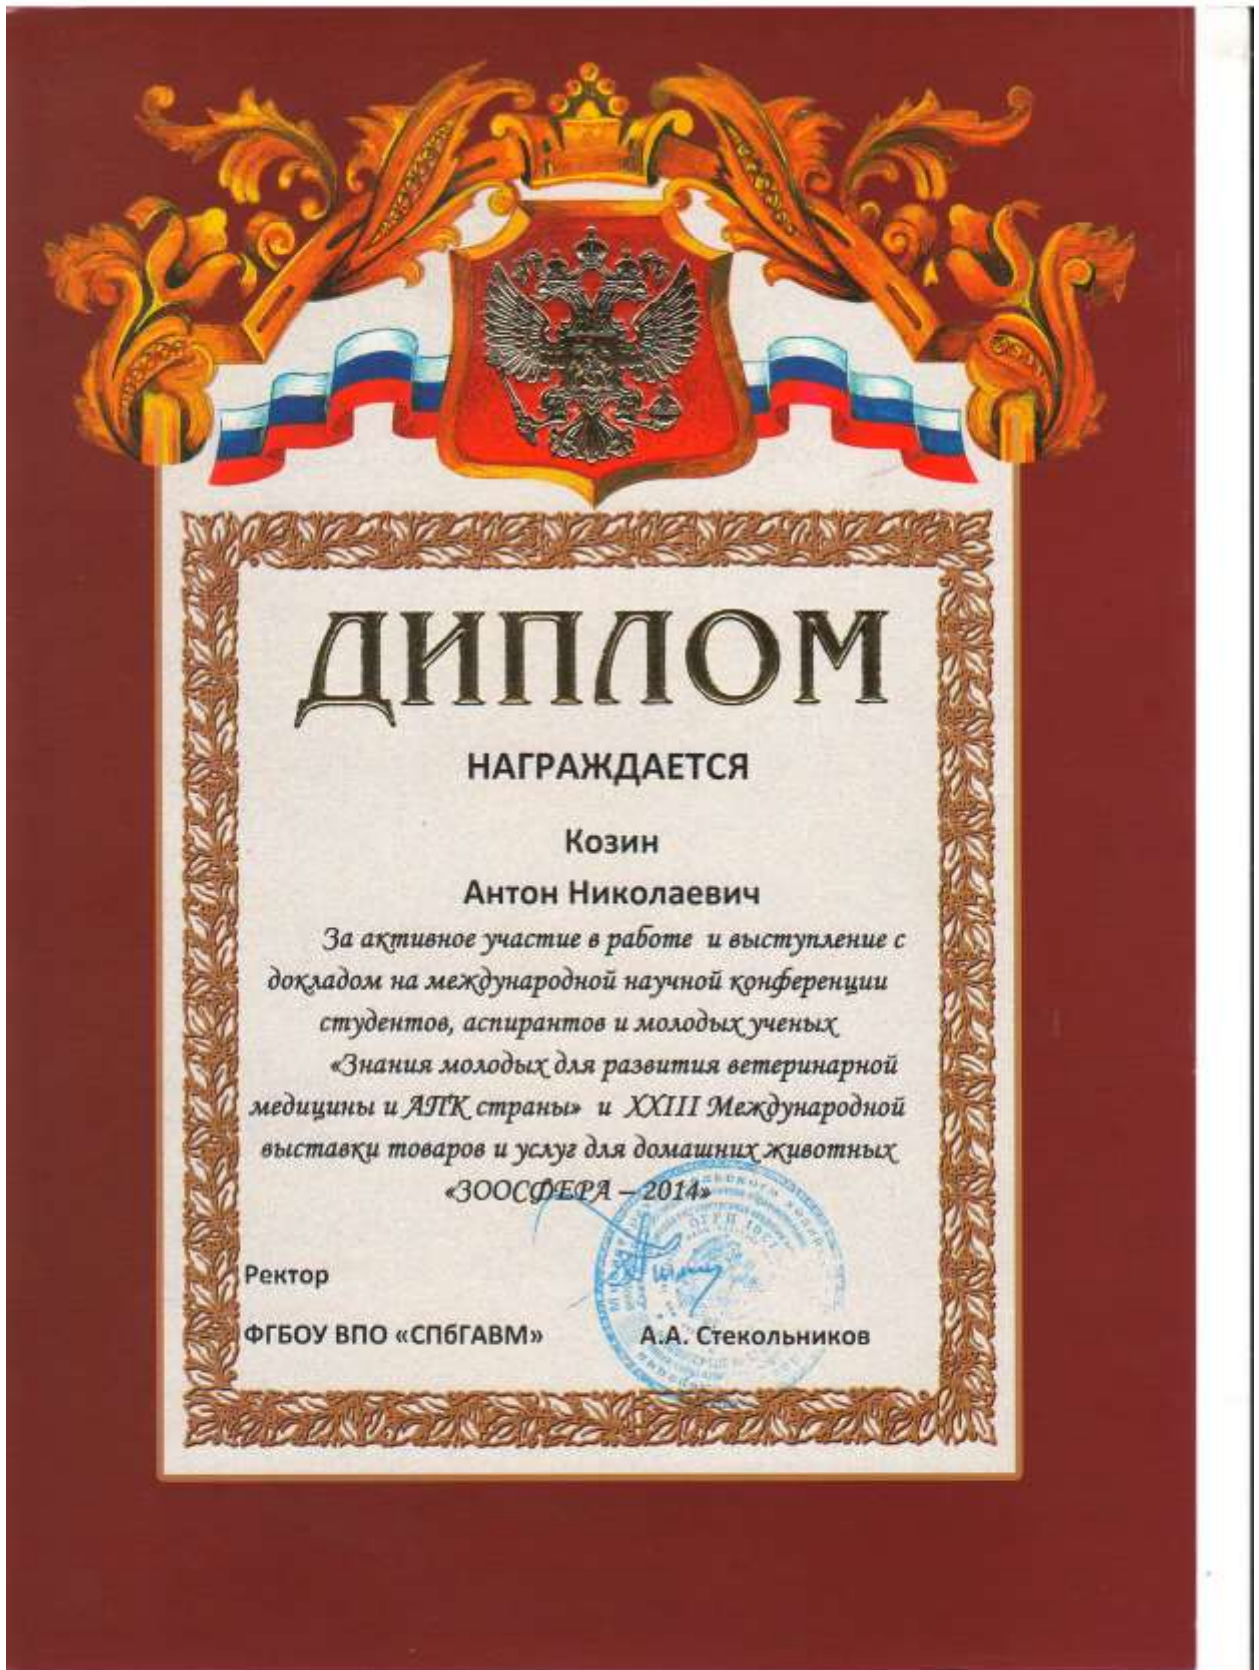 ДИПЛОМ
НАГРАЖДАЕТСЯ
Козин
Антон Николаевич
За активное участие в работе и выступление с
докладом на международной научной конференции
студентов, аспирантов и молодых ученых
«Знания молодых для развития ветеринарной
медицины и АПК страны» и XXIII Международной
выставки товаров и услуг для домашних животных
«ЗООСФЕРА – 2014»
Ректор
ФГБОУ ВПО «СПбГАВМ» А.А. Стекольников